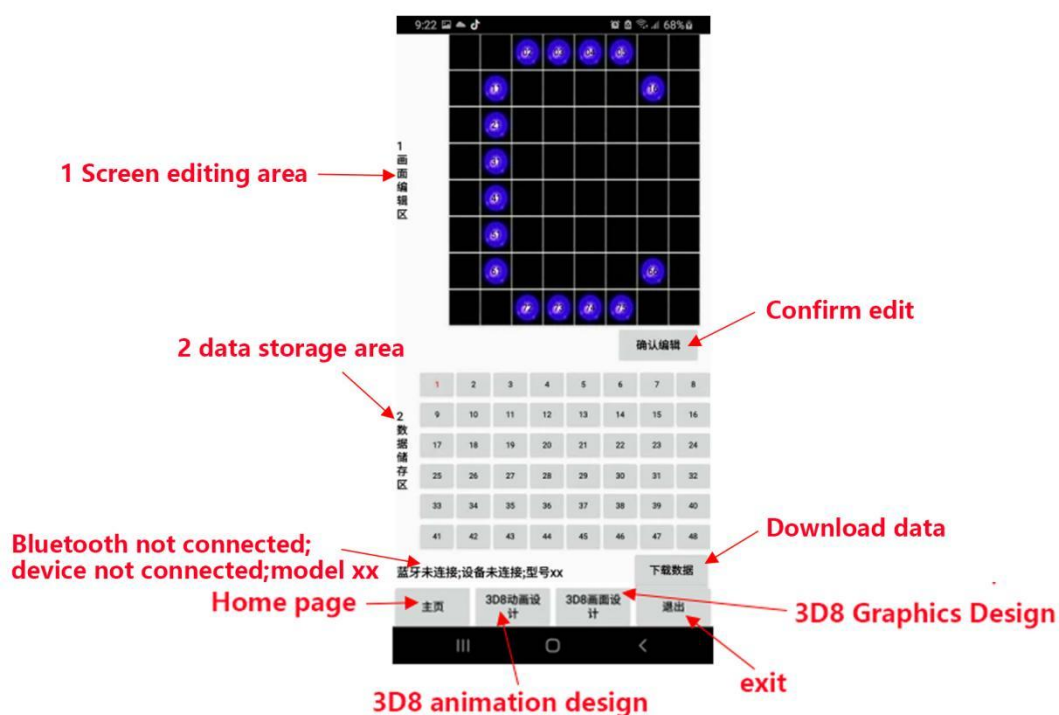 9:22
68%
1 画面编辑区
1 Screen editing area
Confirm edit
确认编辑
2 data storage area
1 2 3 4 5 6 7 8
9 10 11 12 13 14 15 16
2 数据储存区
17 18 19 20 21 22 23 24
25 26 27 28 29 30 31 32
33 34 35 36 37 38 39 40
41 42 43 44 45 46 47 48
Bluetooth not connected;
device not connected;model xx
蓝牙未连接;设备未连接;型号xx
Download data
下载数据
Home page
主页
3D8动画设
计
3D8画面设
计
退出
3D8 Graphics Design
exit
3D8 animation design